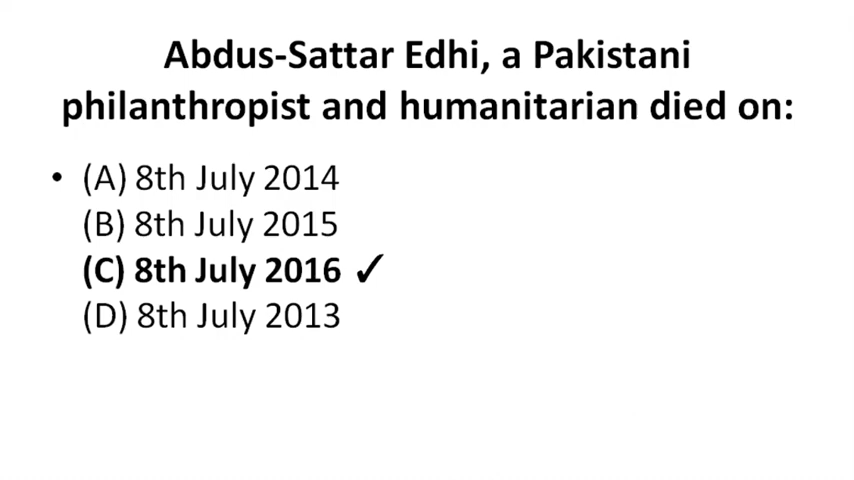 Abdus-Sattar Edhi, a Pakistani
philanthropist and humanitarian died on:
• (A) 8th July 2014
(B) 8th July 2015
(C) 8th July 2016 ✓
(D) 8th July 2013